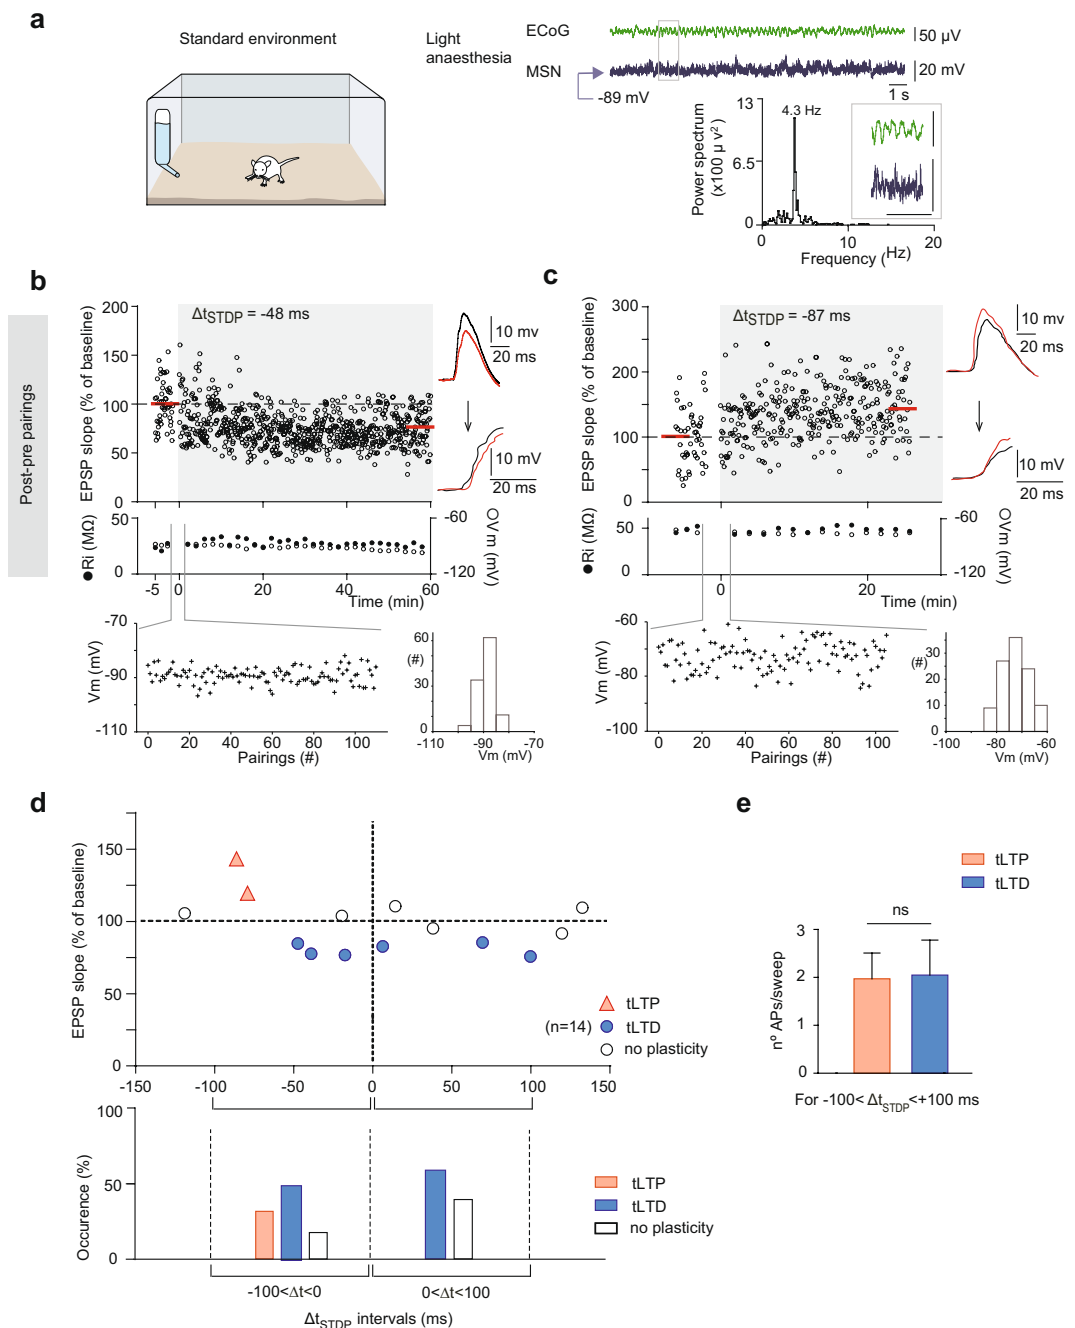 a
Standard environment
Light
anaesthesia
ECoG
50 µV
MSN
20 mV
-89 mV
1 s
13
6.5
0
Power spectrum
(x100 µ v²)
4.3 Hz
0
10
20
Frequency (Hz)
Post-pre pairings
b
200
150
100
50
0
EPSP slope (% of baseline)
ΔtSTDP = -48 ms
10 mv
20 ms
10 mV
20 ms
50
0
●Ri (MΩ)
-60
-120
OVm (mV)
-5
0
20
40
60
Time (min)
-70
-90
-110
Vm (mV)
0
20
40
60
80
100
Pairings (#)
60
(#)
30
0
-110
-90
-70
Vm (mV)
c
300
200
100
0
EPSP slope (% of baseline)
ΔtSTDP = -87 ms
10 mv
20 ms
10 mV
20 ms
50
0
●Ri (MΩ)
-60
-120
OVm (mV)
0
20
Time (min)
-60
-80
-100
Vm (mV)
0
20
40
60
80
100
Pairings (#)
(#)
30
20
10
0
-100
-80
-60
Vm (mV)
d
150
100
50
0
EPSP slope (% of baseline)
tLTP
(n=14)
tLTD
no plasticity
-150
-100
-50
0
50
100
150
100
50
0
Occurence (%)
tLTP
tLTD
no plasticity
-100<Δt<0
0<Δt<100
ΔtSTDP intervals (ms)
e
tLTP
tLTD
ns
3
2
1
0
nº APs/sweep
For -100< ΔtSTDP<+100 ms